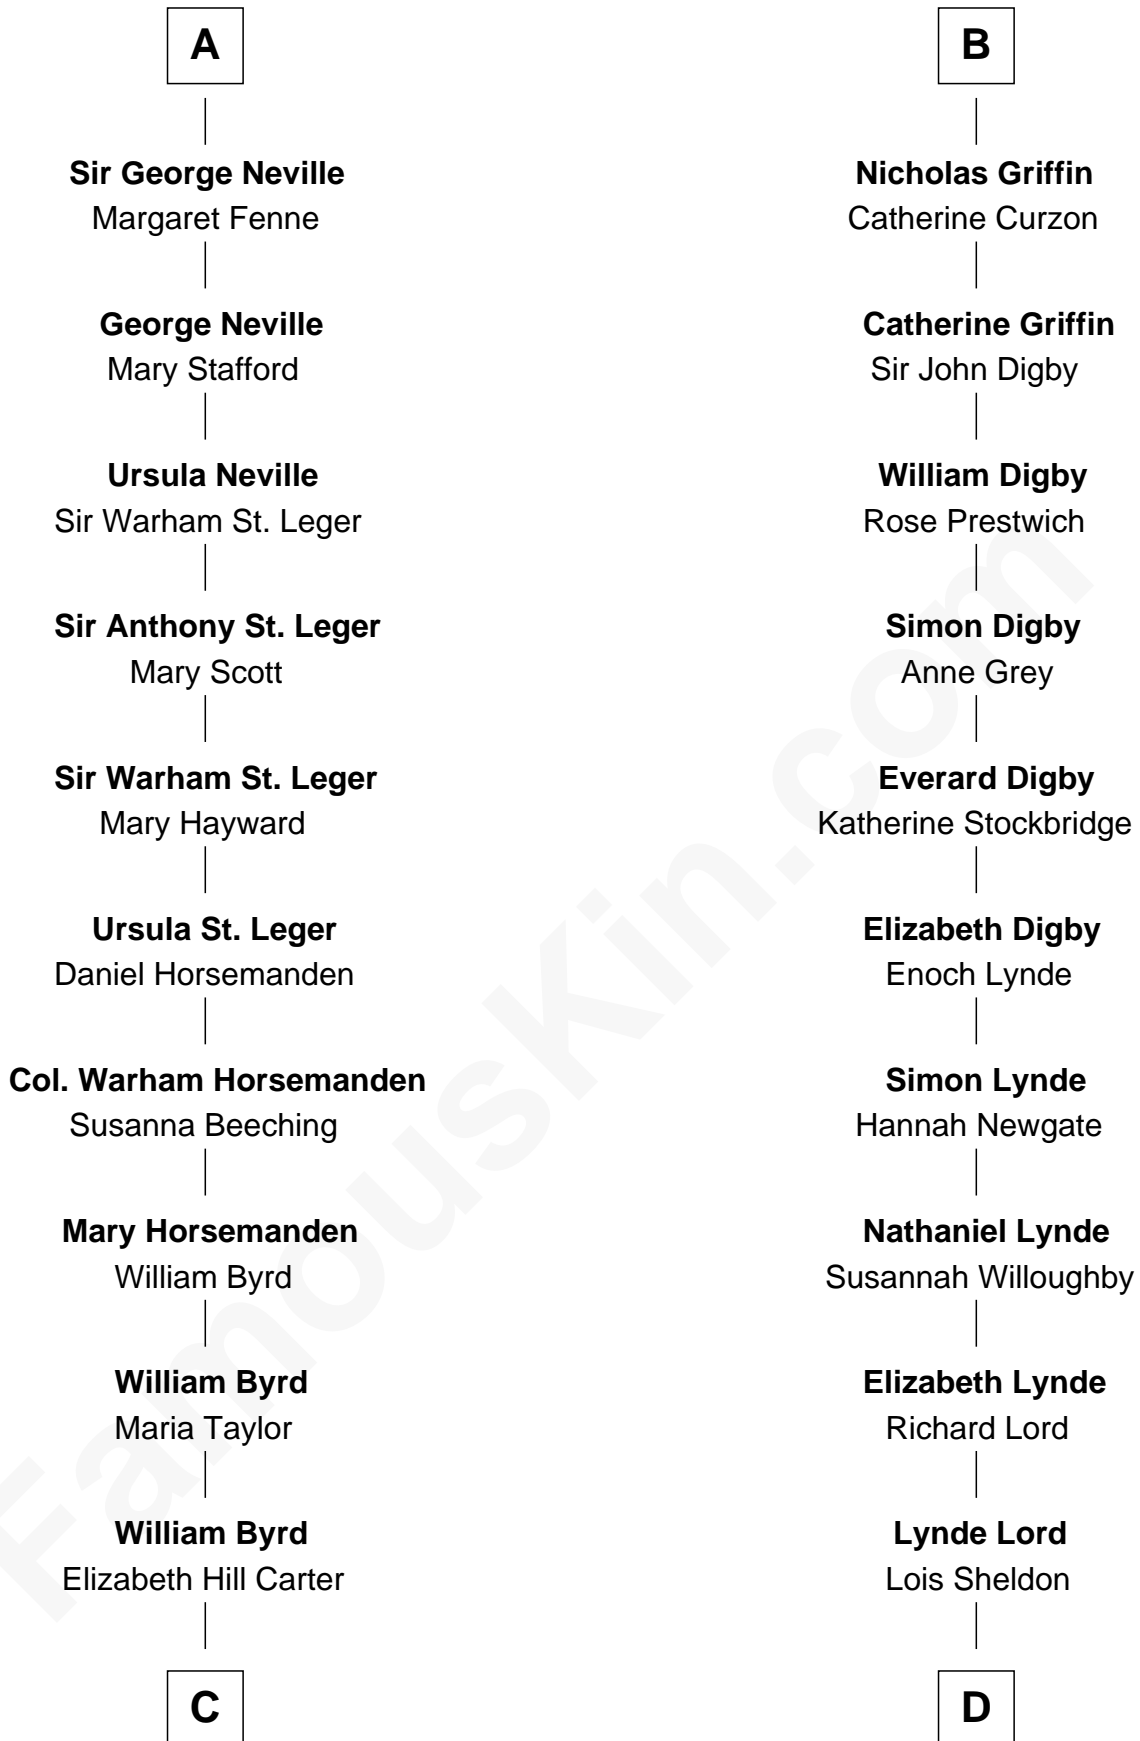 A
Sir George Neville
Margaret Fenne
George Neville
Mary Stafford
Ursula Neville
Sir Warham St. Leger
Sir Anthony St. Leger
Mary Scott
Sir Warham St. Leger
Mary Hayward
Ursula St. Leger
Daniel Horsemanden
Col. Warham Horsemanden
Susanna Beeching
Mary Horsemanden
William Byrd
William Byrd
Maria Taylor
William Byrd
Elizabeth Hill Carter
C
B
Nicholas Griffin
Catherine Curzon
Catherine Griffin
Sir John Digby
William Digby
Rose Prestwich
Simon Digby
Anne Grey
Everard Digby
Katherine Stockbridge
Elizabeth Digby
Enoch Lynde
Simon Lynde
Hannah Newgate
Nathaniel Lynde
Susannah Willoughby
Elizabeth Lynde
Richard Lord
Lynde Lord
Lois Sheldon
D
FamousKin.com